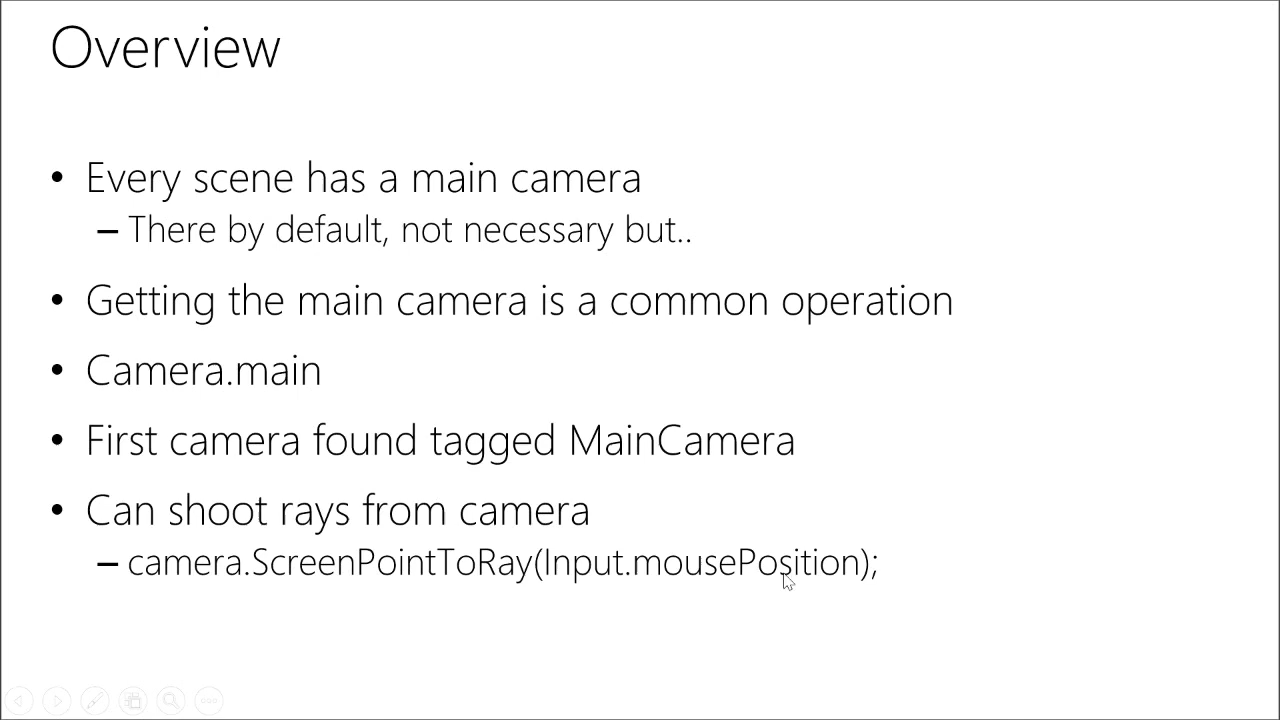 Overview
• Every scene has a main camera
– There by default, not necessary but..
• Getting the main camera is a common operation
• Camera.main
• First camera found tagged MainCamera
• Can shoot rays from camera
– camera.ScreenPointToRay(Input.mousePosition);